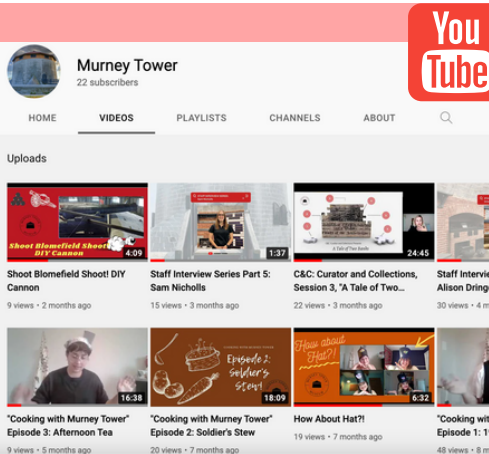 You
Tube
Murney Tower
22 subscribers
HOME VIDEOS PLAYLISTS CHANNELS ABOUT
Uploads
Shoot Blomefield Shoot!
DIY Cannon
4:09
1:37
A Tale of Two
24:45
Shoot Blomefield Shoot! DIY
Cannon
9 views • 2 months ago
Staff Interview Series Part 5:
Sam Nicholls
15 views • 3 months ago
C&C: Curator and Collections,
Session 3, "A Tale of Two...
22 views • 3 months ago
Staff Intervie
Alison Dring
30 views • 4 m
16:38
Episode 2:
Soldier's
Stew!
18:09
How about
Hat?!
6:32
"Cooking with Murney Tower"
Episode 3: Afternoon Tea
9 views • 5 months ago
"Cooking with Murney Tower"
Episode 2: Soldier's Stew
20 views • 7 months ago
How About Hat?!
19 views • 7 months ago
"Cooking wit
Episode 1: 1
48 views • 8 m